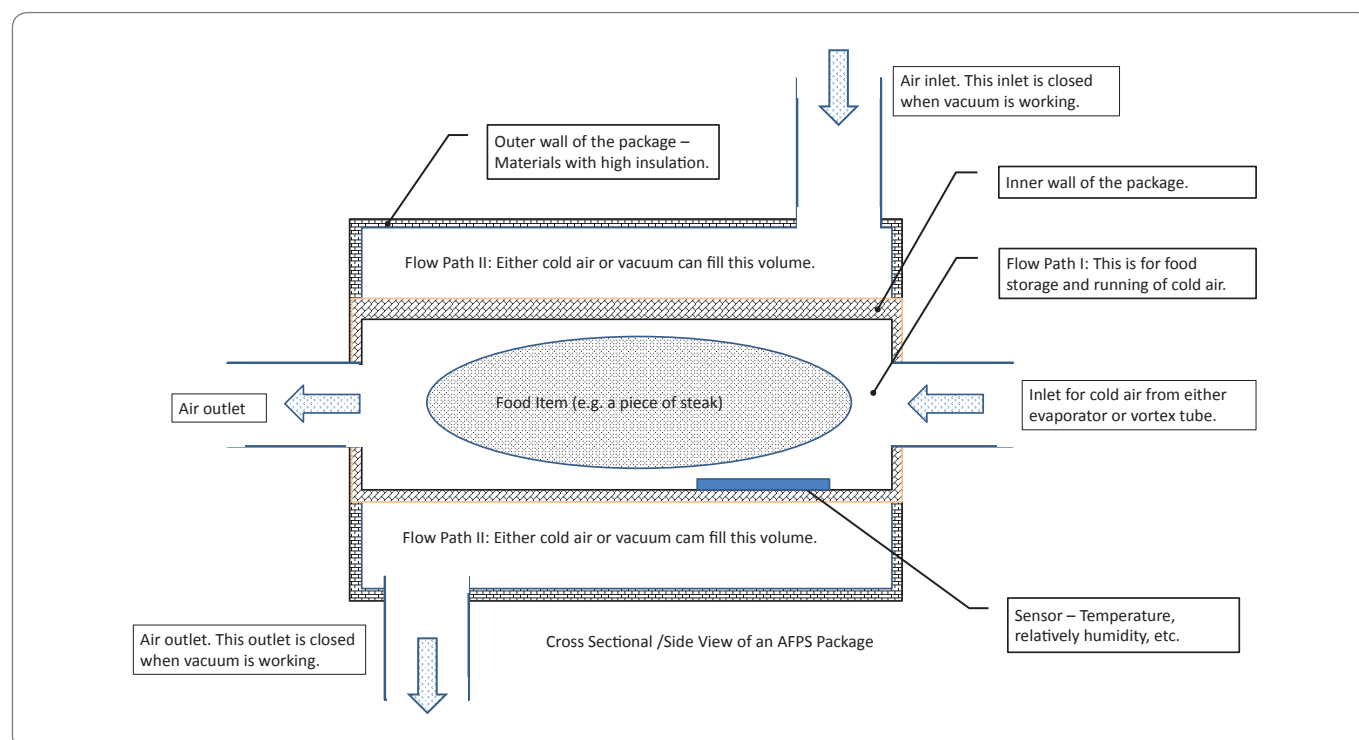 Air inlet. This inlet is closed
when vacuum is working.
Outer wall of the package –
Materials with high insulation.
Inner wall of the package.
Flow Path II: Either cold air or vacuum can fill this volume.
Flow Path I: This is for food
storage and running of cold air.
Air outlet
Food Item (e.g. a piece of steak)
Inlet for cold air from either
evaporator or vortex tube.
Flow Path II: Either cold air or vacuum cam fill this volume.
Sensor – Temperature,
relatively humidity, etc.
Air outlet. This outlet is closed
when vacuum is working.
Cross Sectional /Side View of an AFPS Package